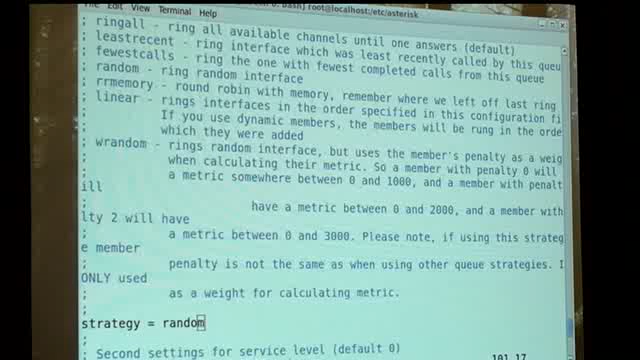 File Edit View Terminal Help
root@localhost:/etc/asterisk
; ringall - ring all available channels until one answers (default)
; leastrecent - ring interface which was least recently called by this queu
; fewestcalls - ring the one with fewest completed calls from this queue
; random - ring random interface
; rrmemory - round robin with memory, remember where we left off last ring
; linear - rings interfaces in the order specified in this configuration fi
; If you use dynamic members, the members will be rung in the orde
; which they were added
; wrandom - rings random interface, but uses the member's penalty as a weig
; when calculating their metric. So a member with penalty 0 will
; a metric somewhere between 0 and 1000, and a member with penalt
ill
; have a metric between 0 and 2000, and a member with
lty 2 will have
; a metric between 0 and 3000. Please note, if using this strateg
e member
; penalty is not the same as when using other queue strategies. I
ONLY used
; as a weight for calculating metric.
;
strategy = random
;
; Second settings for service level (default 0)
101,17